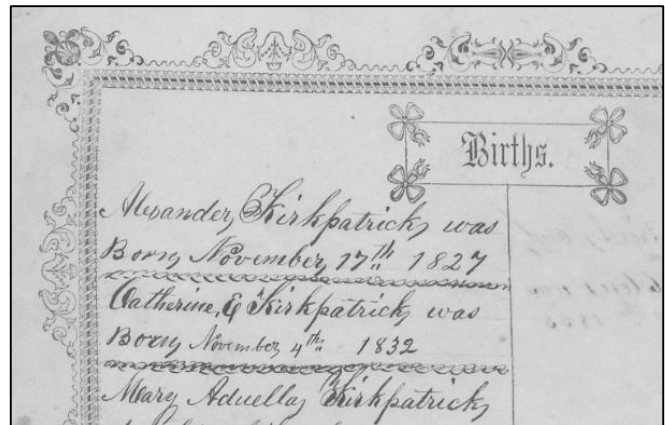 Births.
Alexander Kirkpatrick was
Born November 17th 1827
Catherine, E Kirkpatrick was
Born November 4th 1832
Mary Aduella Kirkpatrick